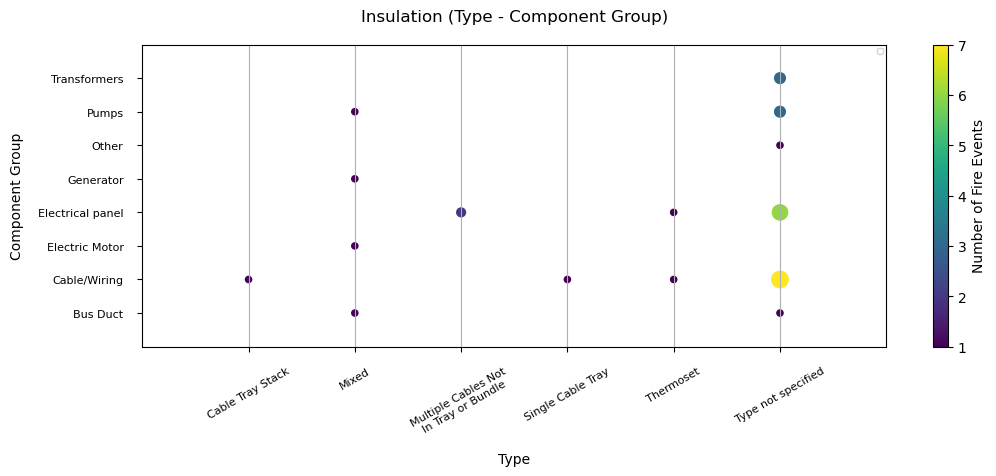 Insulation (Type - Component Group)
Component Group
Transformers
Pumps
Other
Generator
Electrical panel
Electric Motor
Cable/Wiring
Bus Duct
Cable Tray Stack
Mixed
Multiple Cables Not
In Tray or Bundle
Single Cable Tray
Thermoset
Type not specified
Type
7
6
5
4
3
2
1
Number of Fire Events